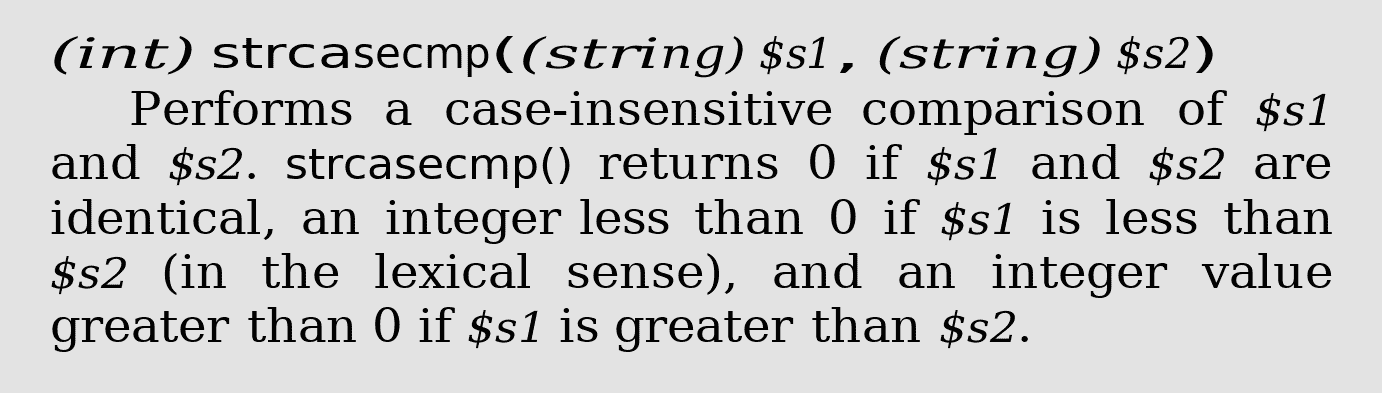 (int) strcasecmp((string) $s1, (string) $s2)
Performs a case-insensitive comparison of $s1
and $s2. strcasecmp() returns 0 if $s1 and $s2 are
identical, an integer less than 0 if $s1 is less than
$s2 (in the lexical sense), and an integer value
greater than 0 if $s1 is greater than $s2.